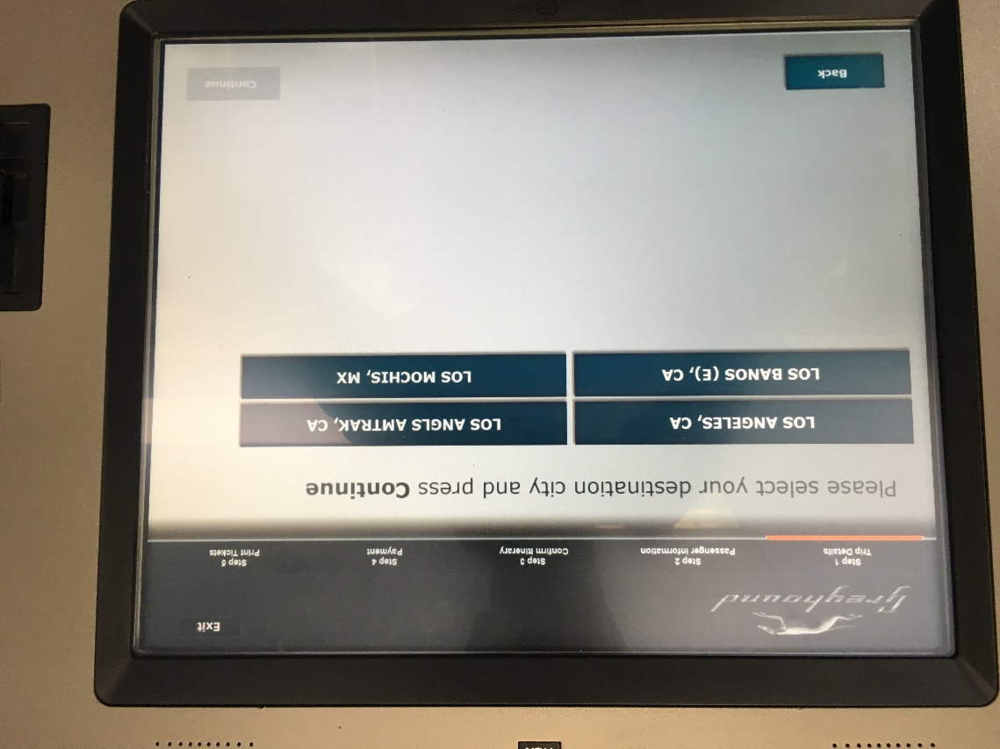 Greyhound
Exit
Step 1
Trip Details
Step 2
Passenger Information
Step 3
Confirm Itinerary
Step 4
Payment
Step 5
Print Tickets
Please select your destination city and press Continue
LOS ANGELES, CA
LOS ANGLS AMTRAK, CA
LOS BANOS (E), CA
LOS MOCHIS, MX
Back
Continue